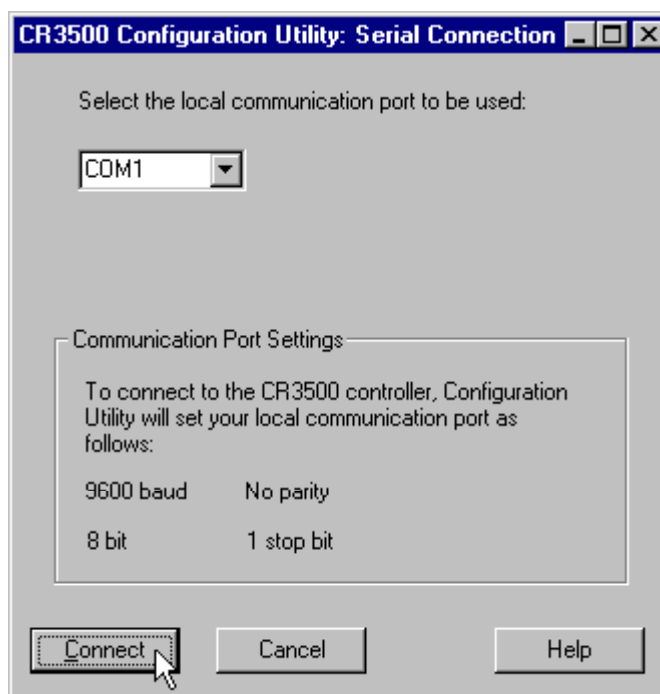 CR3500 Configuration Utility: Serial Connection
Select the local communication port to be used:
COM1
Communication Port Settings
To connect to the CR3500 controller, Configuration
Utility will set your local communication port as
follows:
9600 baud No parity
8 bit 1 stop bit
Connect Cancel Help